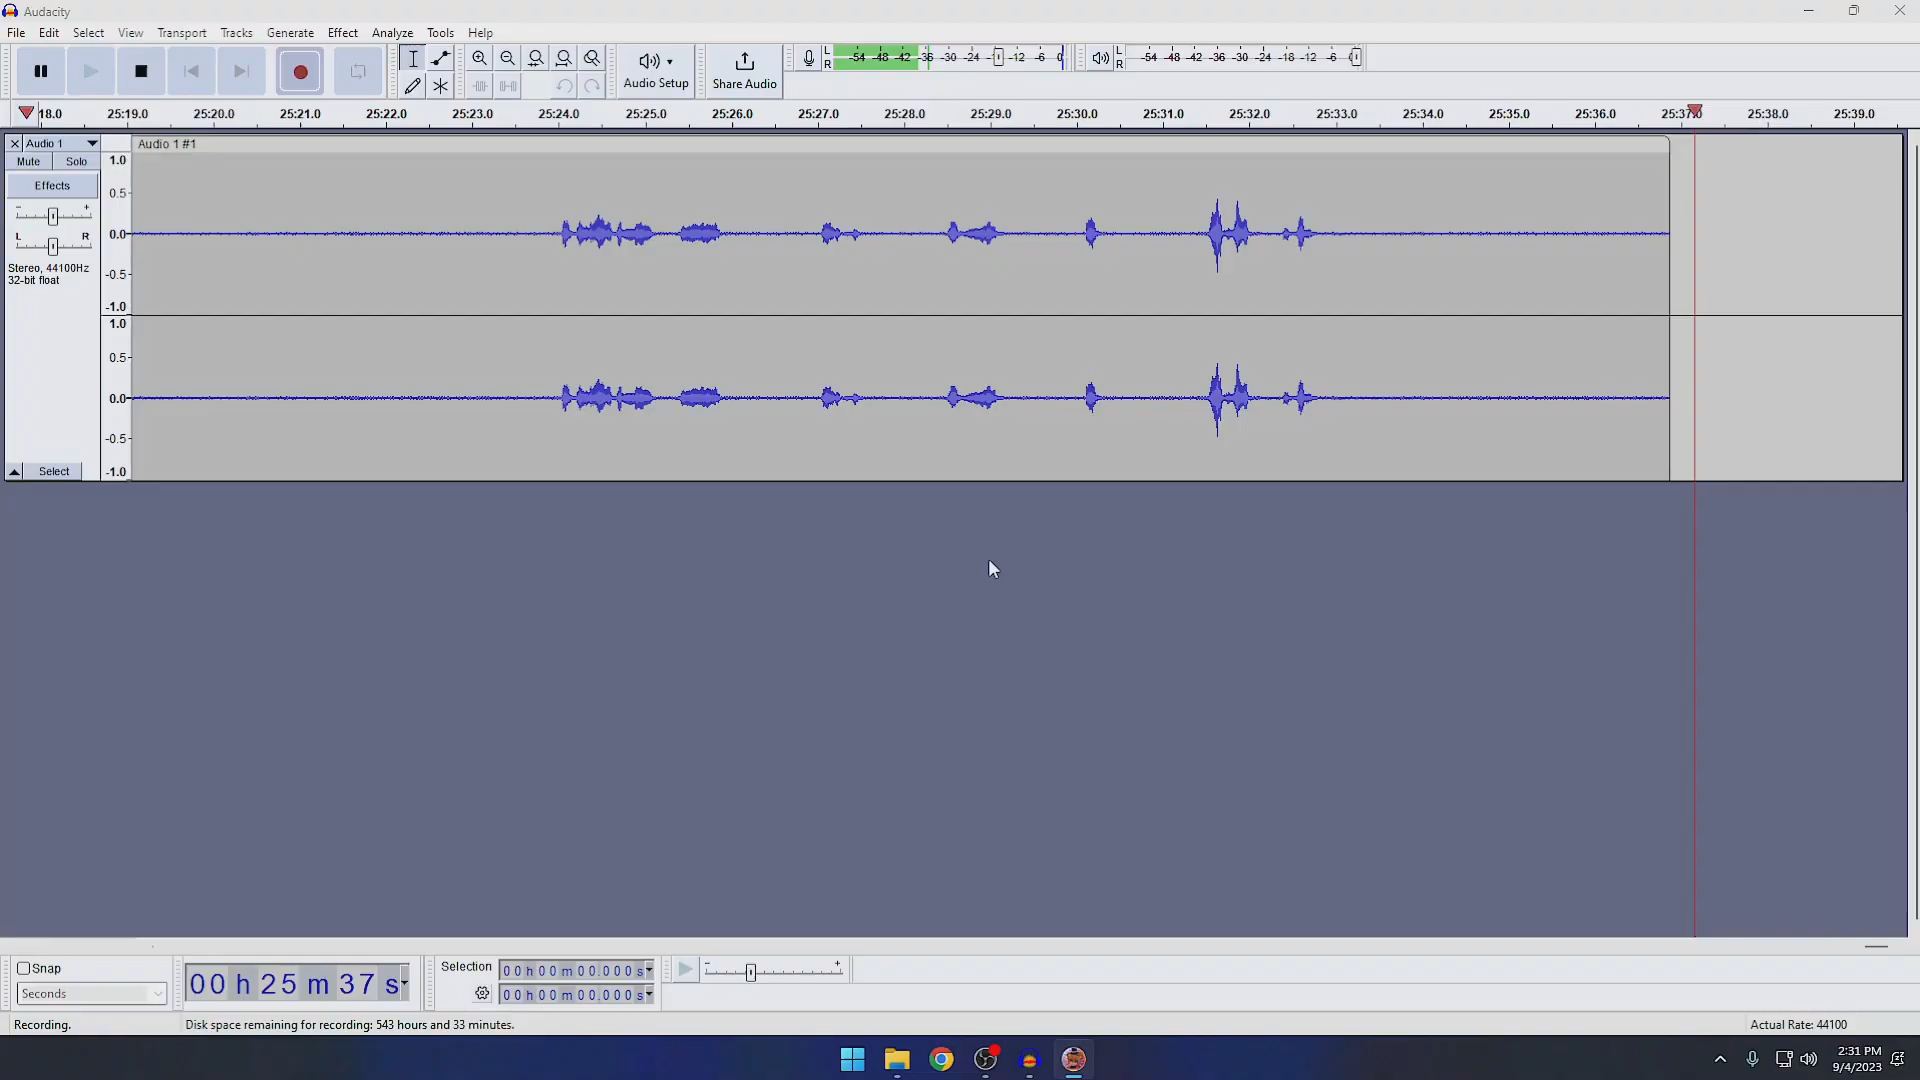 Audacity
File Edit Select View Transport Tracks Generate Effect Analyze Tools Help
Audio Setup
Share Audio
L
R
-54 -48 -42 -36 -30 -24 -12 -6 0
L
R
-54 -48 -42 -36 -30 -24 -18 -12 -6
18.0 25:19.0 25:20.0 25:21.0 25:22.0 25:23.0 25:24.0 25:25.0 25:26.0 25:27.0 25:28.0 25:29.0 25:30.0 25:31.0 25:32.0 25:33.0 25:34.0 25:35.0 25:36.0 25:37.0 25:38.0 25:39.0
Audio 1
Audio 1 #1
Mute Solo
Effects
L R
Stereo, 44100Hz
32-bit float
1.0
0.5
0.0
-0.5
-1.0
1.0
0.5
0.0
-0.5
-1.0
Select
Snap
Seconds
00 h 25 m 37 s
Selection
00 h 00 m 00.000 s
00 h 00 m 00.000 s
Recording.
Disk space remaining for recording: 543 hours and 33 minutes.
Actual Rate: 44100
2:31 PM
9/4/2023